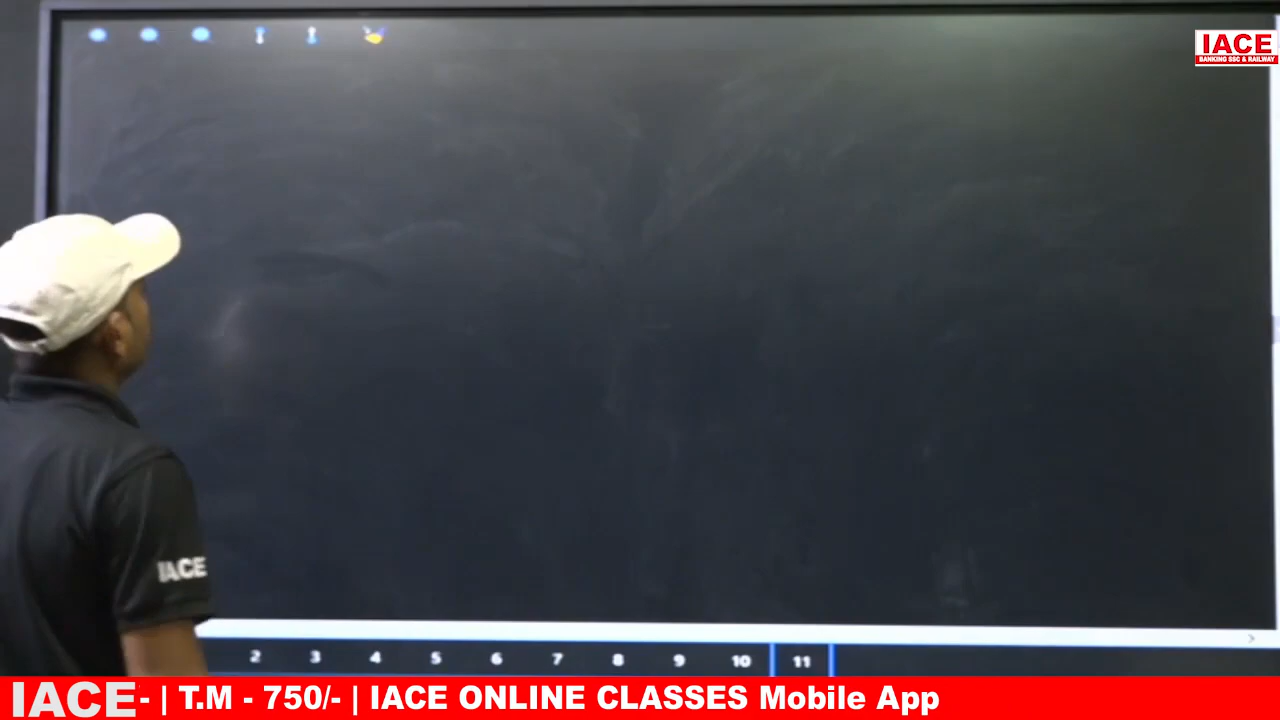 IACE
BANKING SSC & RAILWAY
IACE
2 3 4 5 6 7 8 9 10 11
IACE- | T.M - 750/- | IACE ONLINE CLASSES Mobile App